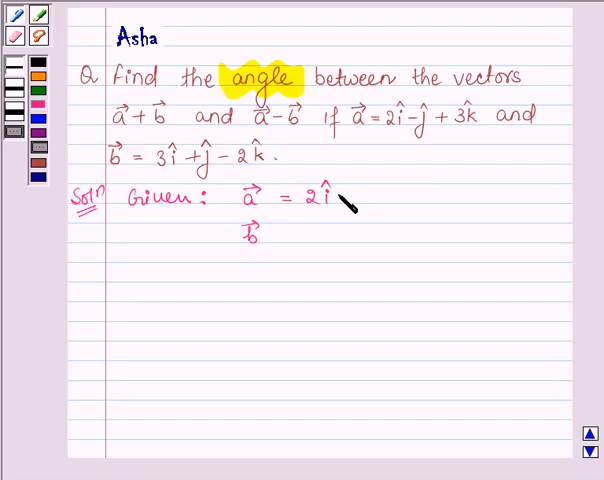 Asha
Q Find the angle between the vectors
a⃗ + b⃗ and a⃗ - b⃗ if a⃗ = 2î - ĵ + 3k̂ and
b⃗ = 3î + ĵ - 2k̂.
Solⁿ Given : a⃗ = 2î
b⃗